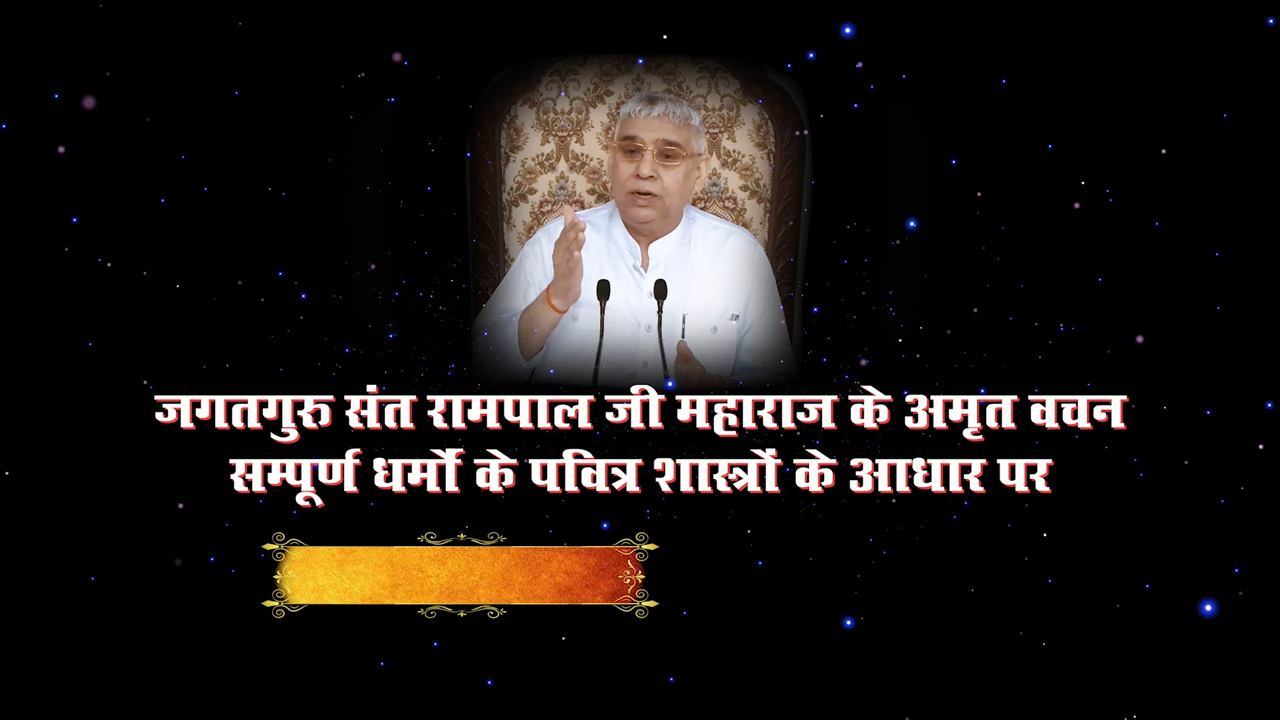 जगतगुरु संत रामपाल जी महाराज के अमृत वचन
सम्पूर्ण धर्मो के पवित्र शास्त्रों के आधार पर